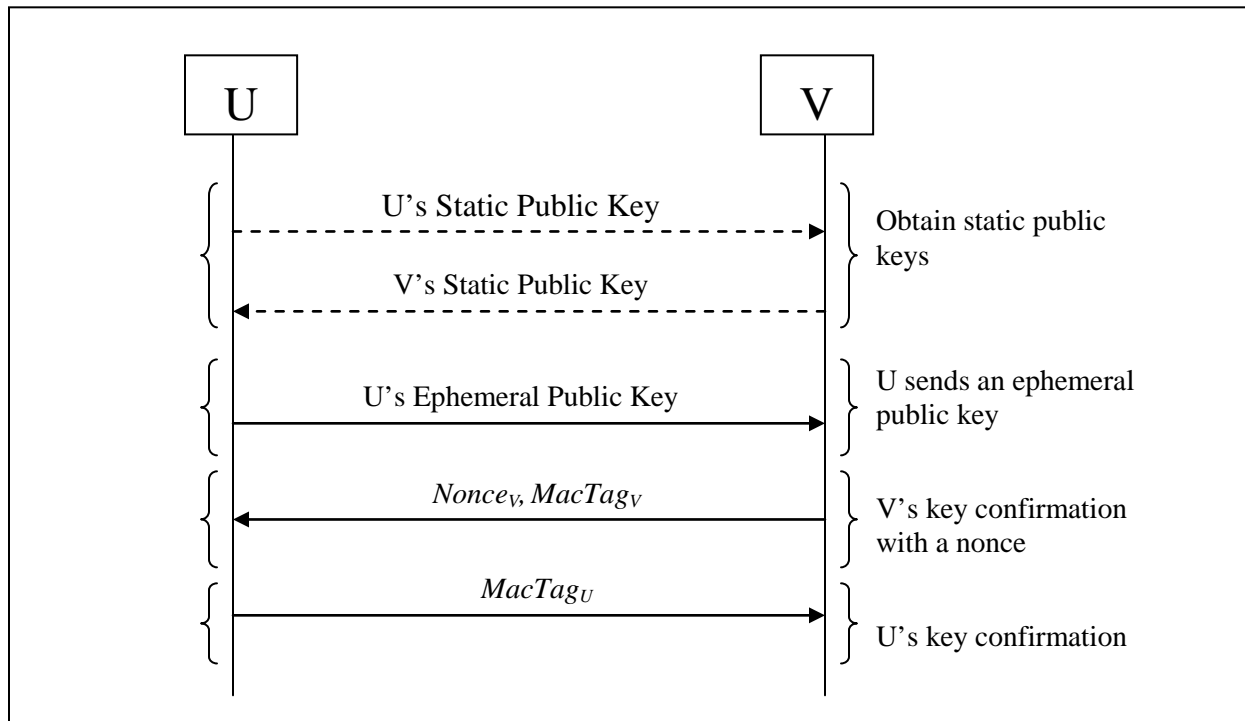 U
V
U’s Static Public Key
Obtain static public
keys
V’s Static Public Key
U’s Ephemeral Public Key
U sends an ephemeral
public key
NonceV, MacTagV
V’s key confirmation
with a nonce
MacTagU
U’s key confirmation